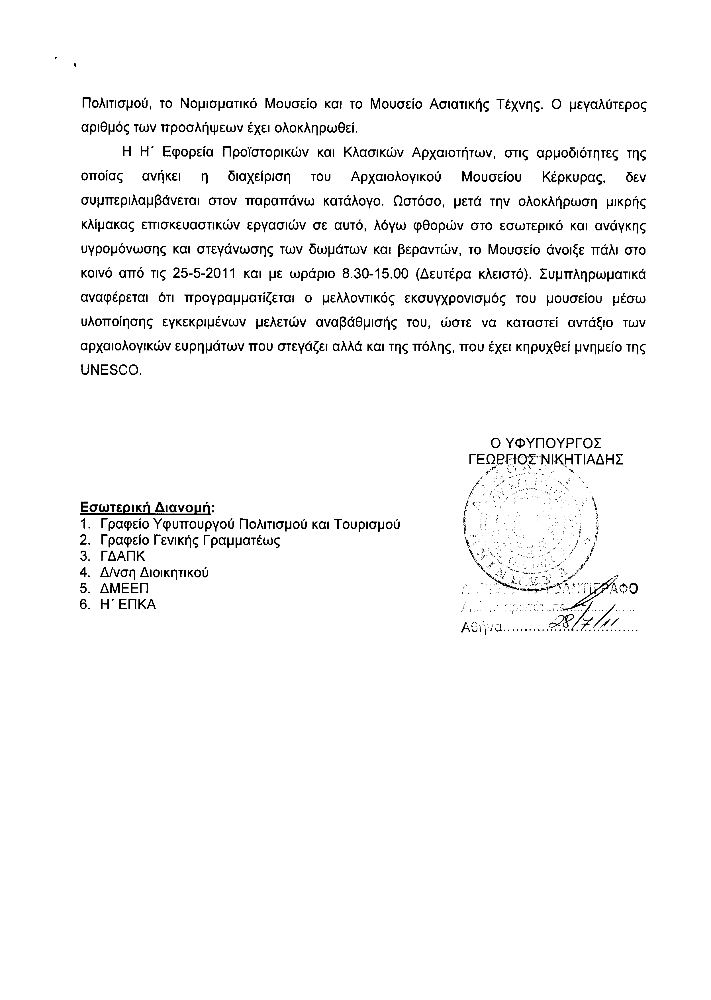 Πολιτισμού, το Νομισματικό Μουσείο και το Μουσείο Ασιατικής Τέχνης. Ο μεγαλύτερος
αριθμός των προσλήψεων έχει ολοκληρωθεί.
Η Η΄ Εφορεία Προϊστορικών και Κλασικών Αρχαιοτήτων, στις αρμοδιότητες της
οποίας ανήκει η διαχείριση του Αρχαιολογικού Μουσείου Κέρκυρας, δεν
συμπεριλαμβάνεται στον παραπάνω κατάλογο. Ωστόσο, μετά την ολοκλήρωση μικρής
κλίμακας επισκευαστικών εργασιών σε αυτό, λόγω φθορών στο εσωτερικό και ανάγκης
υγρομόνωσης και στεγάνωσης των δωμάτων και βεραντών, το Μουσείο άνοιξε πάλι στο
κοινό από τις 25-5-2011 και με ωράριο 8.30-15.00 (Δευτέρα κλειστό). Συμπληρωματικά
αναφέρεται ότι προγραμματίζεται ο μελλοντικός εκσυγχρονισμός του μουσείου μέσω
υλοποίησης εγκεκριμένων μελετών αναβάθμισής του, ώστε να καταστεί αντάξιο των
αρχαιολογικών ευρημάτων που στεγάζει αλλά και της πόλης, που έχει κηρυχθεί μνημείο της
UNESCO.
Ο ΥΦΥΠΟΥΡΓΟΣ
ΓΕΩΡΓΙΟΣ ΝΙΚΗΤΙΑΔΗΣ
Εσωτερική Διανομή:
1. Γραφείο Υφυπουργού Πολιτισμού και Τουρισμού
2. Γραφείο Γενικής Γραμματέως
3. ΓΔΑΠΚ
4. Δ/νση Διοικητικού
5. ΔΜΕΕΠ
6. Η΄ ΕΠΚΑ
Από το πρωτότυπο
Αθήνα 28/7/11